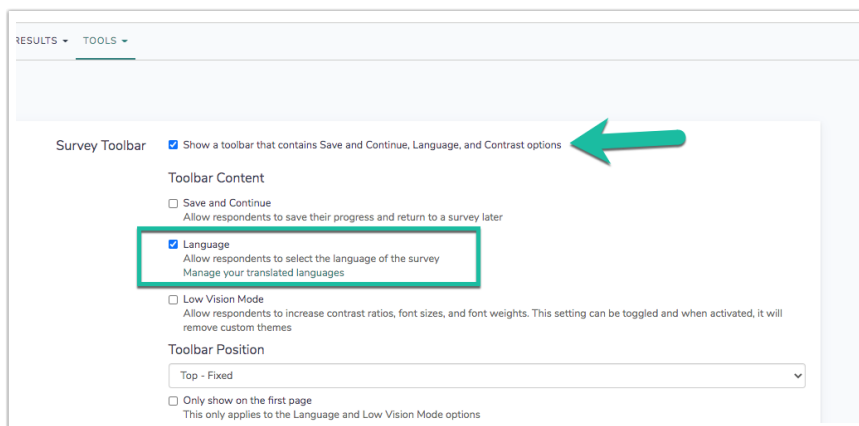 RESULTS TOOLS
Survey Toolbar Show a toolbar that contains Save and Continue, Language, and Contrast options
Toolbar Content
Save and Continue
Allow respondents to save their progress and return to a survey later
Language
Allow respondents to select the language of the survey
Manage your translated languages
Low Vision Mode
Allow respondents to increase contrast ratios, font sizes, and font weights. This setting can be toggled and when activated, it will
remove custom themes
Toolbar Position
Top - Fixed
Only show on the first page
This only applies to the Language and Low Vision Mode options